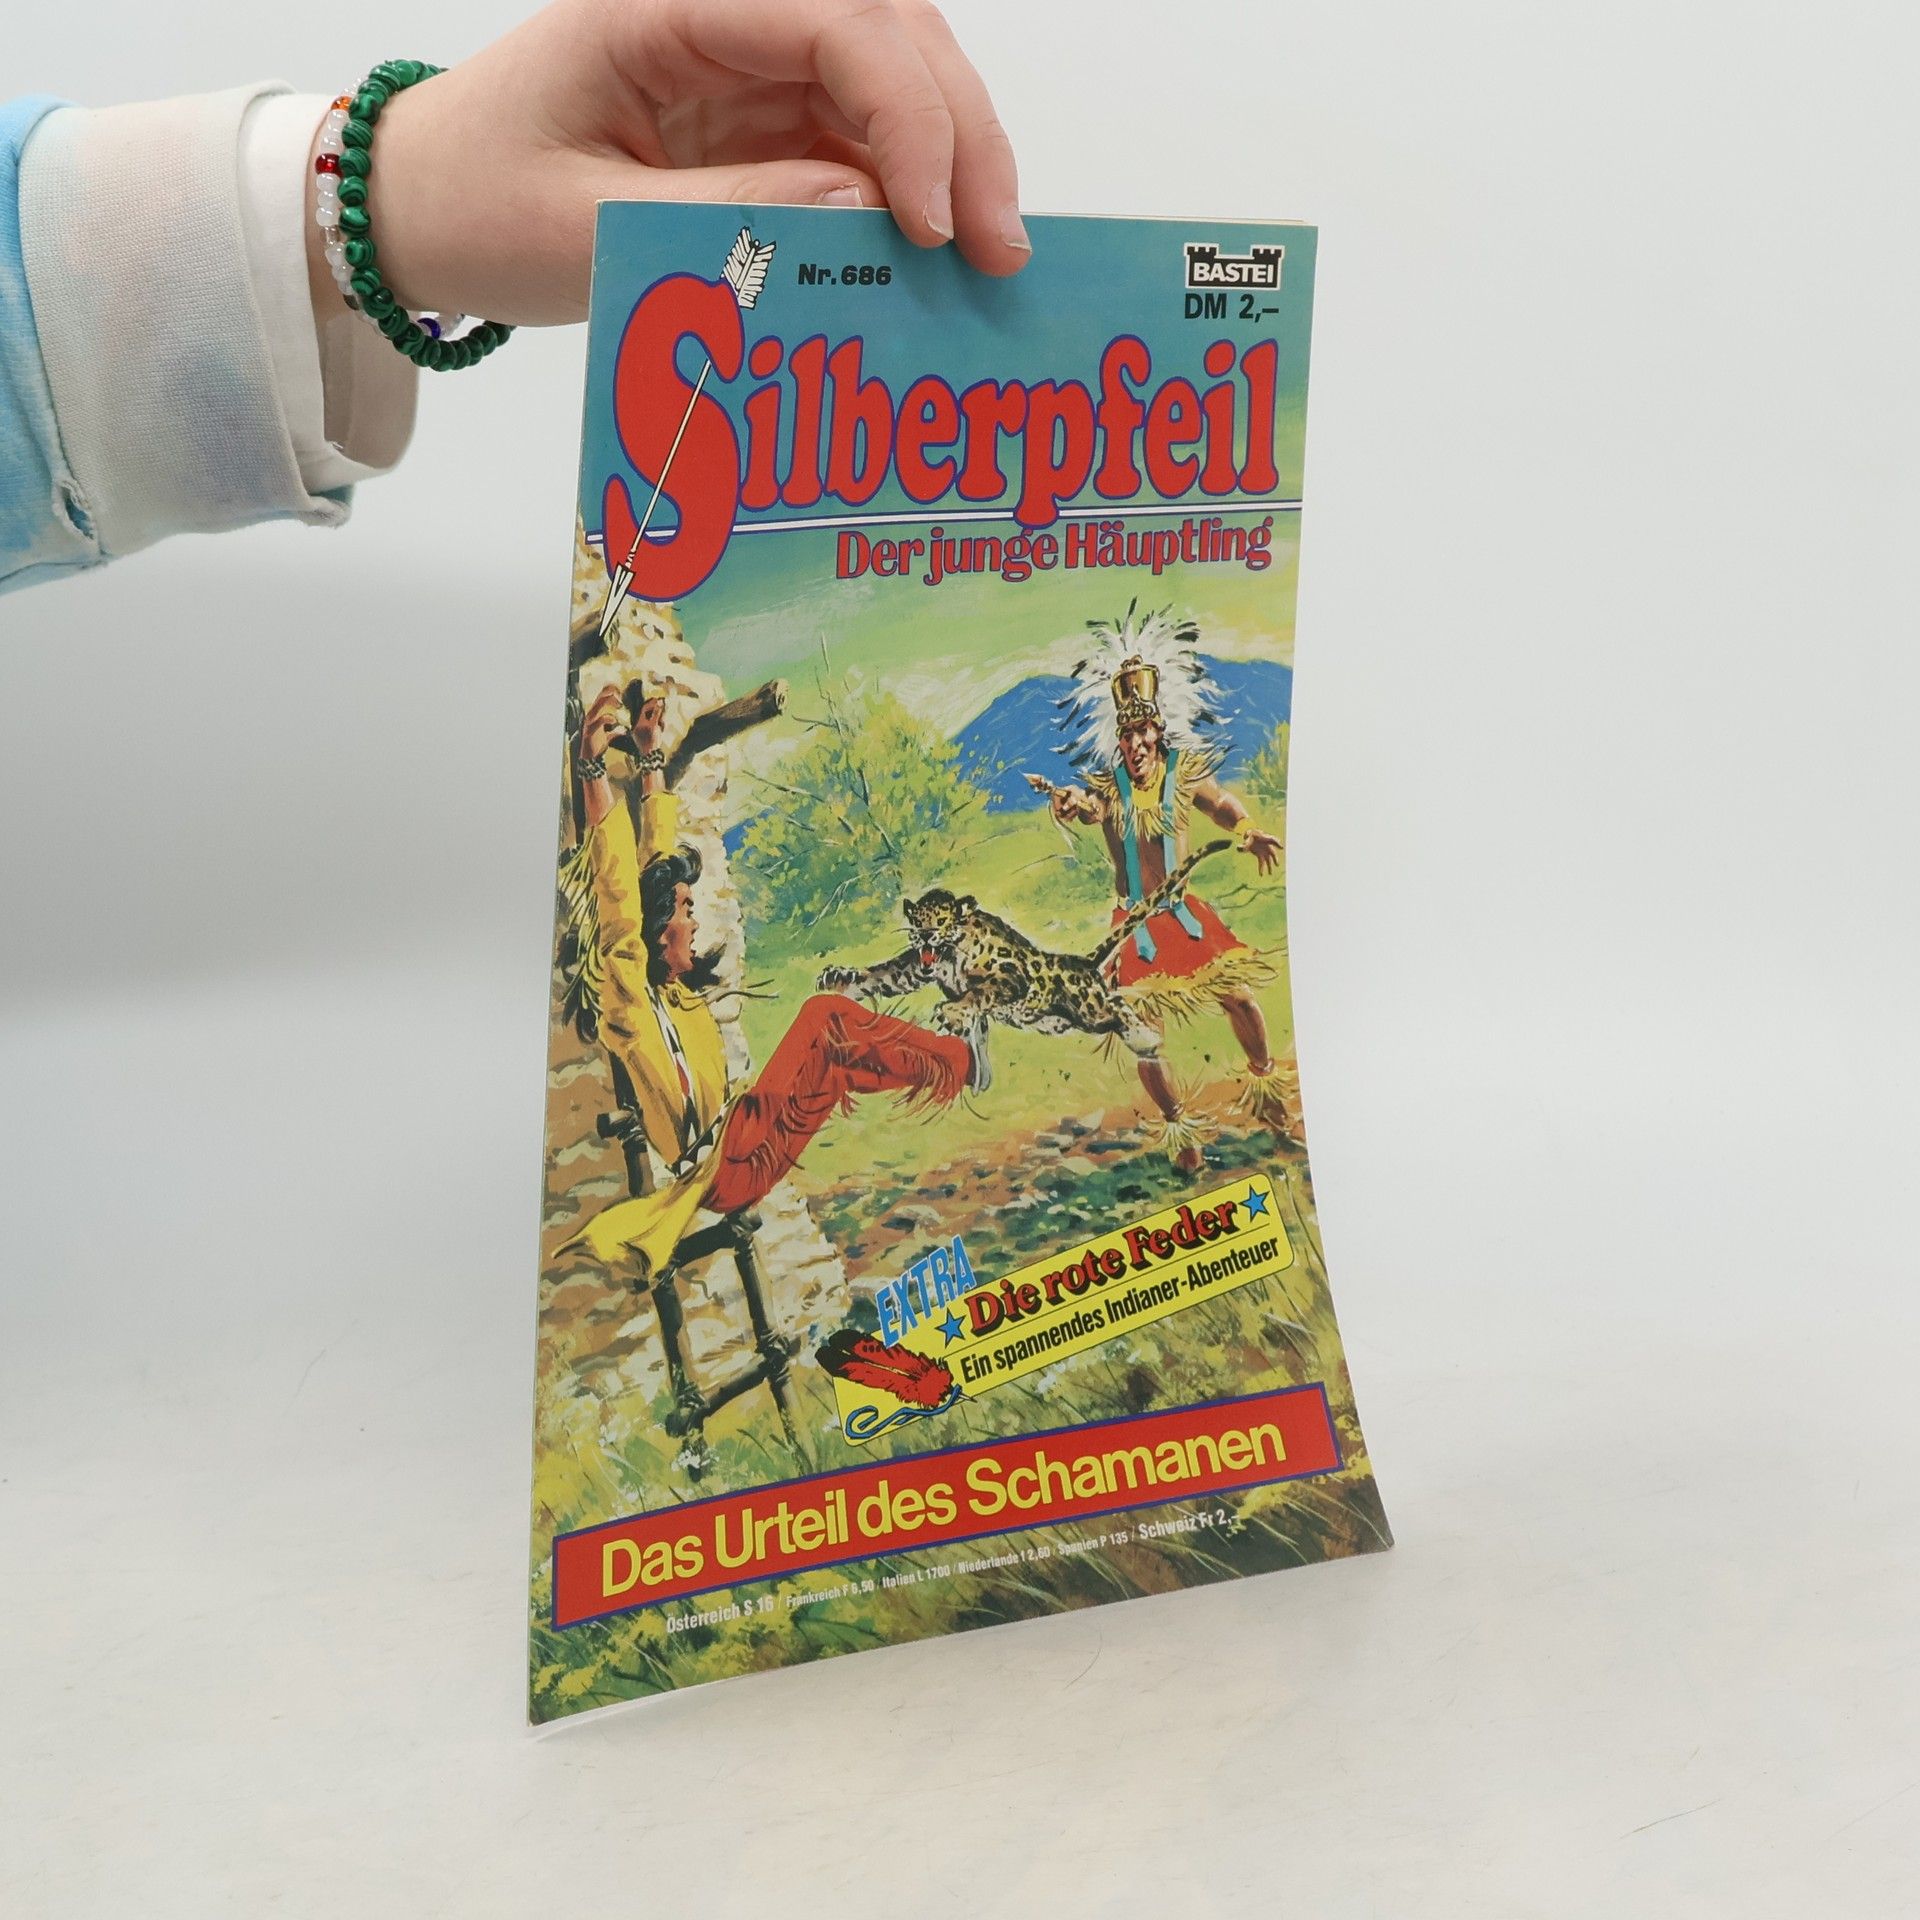 Nr. 686
BASTEI
DM 2,–
Silberpfeil
Der junge Häuptling
EXTRA
Die rote Feder
Ein spannendes Indianer-Abenteuer
Das Urteil des Schamanen
Österreich S 16 / Frankreich F 6,50 / Italien L 1700 / Niederlande f 2,60 / Spanien P 135 / Schweiz Fr 2,–